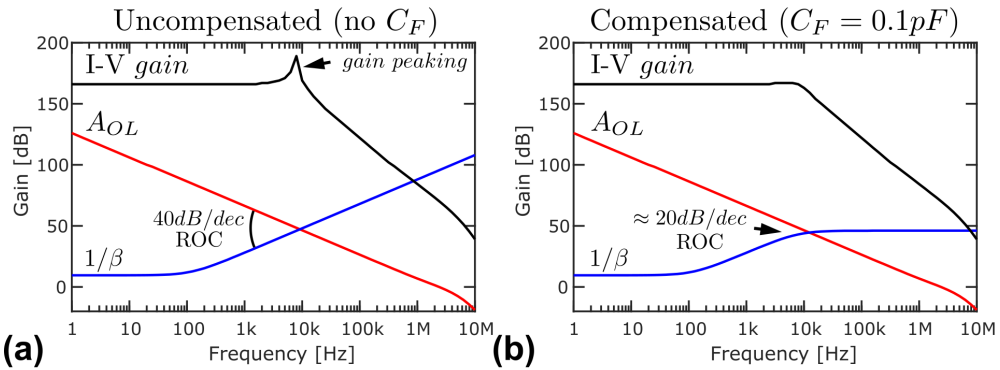 Uncompensated (no C_F)
200
150
100
50
0
Gain [dB]
I-V gain
gain peaking
A_OL
40dB/dec
ROC
1/β
1 10 100 1k 10k 100k 1M 10M
Frequency [Hz]
(a)
Compensated (C_F = 0.1pF)
200
150
100
50
0
Gain [dB]
I-V gain
A_OL
≈ 20dB/dec
ROC
1/β
1 10 100 1k 10k 100k 1M 10M
Frequency [Hz]
(b)